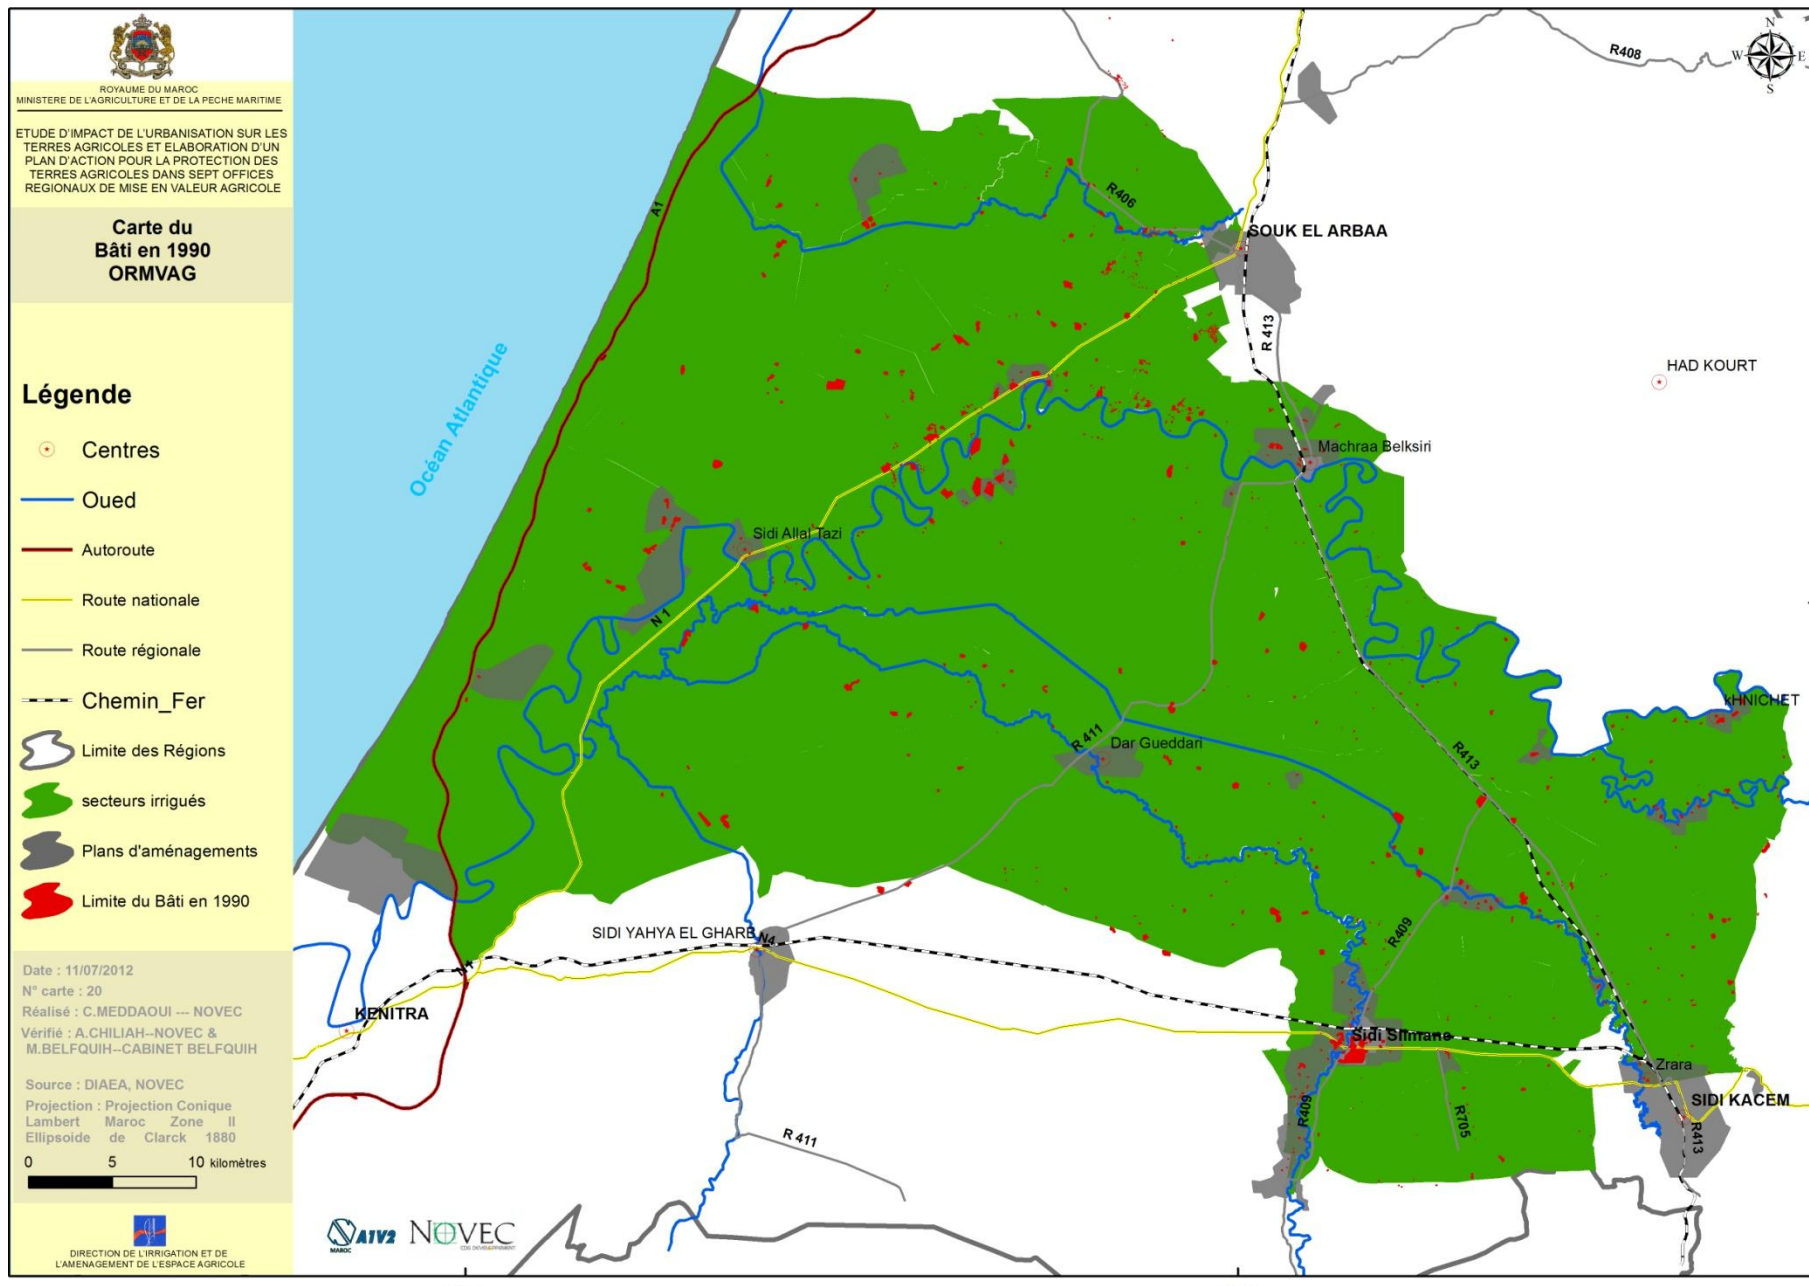 ROYAUME DU MAROC
MINISTERE DE L'AGRICULTURE ET DE LA PECHE MARITIME
ETUDE D'IMPACT DE L'URBANISATION SUR LES
TERRES AGRICOLES ET ELABORATION D'UN
PLAN D'ACTION POUR LA PROTECTION DES
TERRES AGRICOLES DANS SEPT OFFICES
REGIONAUX DE MISE EN VALEUR AGRICOLE
Carte du
Bâti en 1990
ORMVAG
Légende
Centres
Oued
Autoroute
Route nationale
Route régionale
Chemin_Fer
Limite des Régions
secteurs irrigués
Plans d'aménagements
Limite du Bâti en 1990
Date : 11/07/2012
N° carte : 20
Réalisé : C.MEDDAOUI --- NOVEC
Vérifié : A.CHILIAH--NOVEC &
M.BELFQUIH--CABINET BELFQUIH
Source : DIAEA, NOVEC
Projection : Projection Conique
Lambert Maroc Zone II
Ellipsoide de Clarck 1880
0 5 10 kilomètres
DIRECTION DE L'IRRIGATION ET DE
L'AMENAGEMENT DE L'ESPACE AGRICOLE
N
W E
S
R408
A1
R406
SOUK EL ARBAA
R 413
HAD KOURT
Océan Atlantique
Machraa Belksiri
Sidi Allal Tazi
N 1
kHNICHET
R 411
Dar Gueddari
R413
R409
SIDI YAHYA EL GHARB
N4
N4
KENITRA
Sidi Slimane
Zrara
SIDI KACEM
R409
R705
R413
R 411
A1V2
MAROC
NOVEC